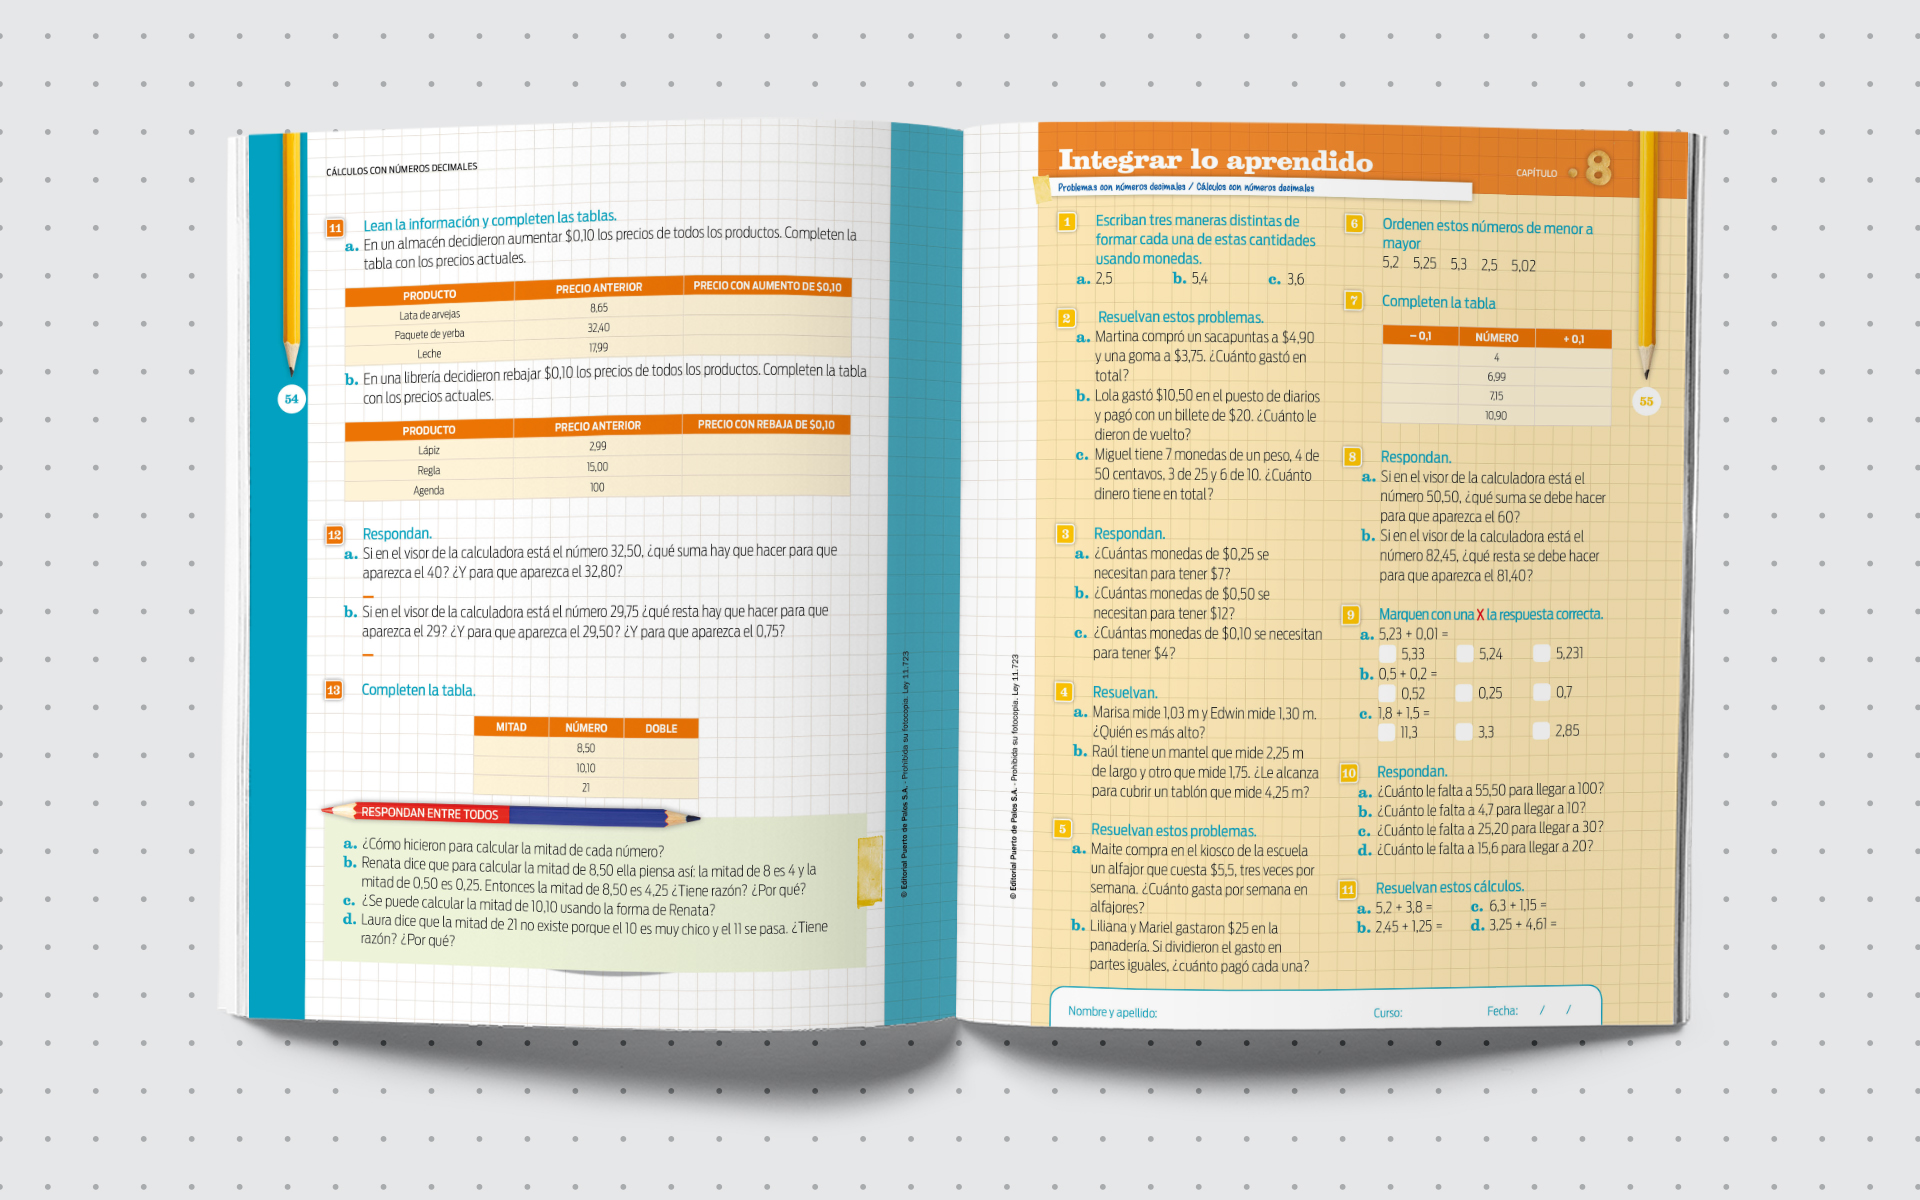 CÁLCULOS CON NÚMEROS DECIMALES
11 Lean la información y completen las tablas.
a. En un almacén decidieron aumentar $0,10 los precios de todos los productos. Completen la
tabla con los precios actuales.
PRODUCTO PRECIO ANTERIOR PRECIO CON AUMENTO DE $0,10
Lata de arvejas 8,65
Paquete de yerba 32,40
Leche 17,99
b. En una librería decidieron rebajar $0,10 los precios de todos los productos. Completen la tabla
con los precios actuales.
PRODUCTO PRECIO ANTERIOR PRECIO CON REBAJA DE $0,10
Lápiz 2,99
Regla 15,00
Agenda 100
54
12 Respondan.
a. Si en el visor de la calculadora está el número 32,50, ¿qué suma hay que hacer para que
aparezca el 40? ¿Y para que aparezca el 32,80?
b. Si en el visor de la calculadora está el número 29,75 ¿qué resta hay que hacer para que
aparezca el 29? ¿Y para que aparezca el 29,50? ¿Y para que aparezca el 0,75?
13 Completen la tabla.
MITAD NÚMERO DOBLE
8,50
10,10
21
RESPONDAN ENTRE TODOS
a. ¿Cómo hicieron para calcular la mitad de cada número?
b. Renata dice que para calcular la mitad de 8,50 ella piensa así: la mitad de 8 es 4 y la
mitad de 0,50 es 0,25. Entonces la mitad de 8,50 es 4,25 ¿Tiene razón? ¿Por qué?
c. ¿Se puede calcular la mitad de 10,10 usando la forma de Renata?
d. Laura dice que la mitad de 21 no existe porque el 10 es muy chico y el 11 se pasa. ¿Tiene
razón? ¿Por qué?
© Editorial Puerto de Palos S.A. - Prohibida su fotocopia. Ley 11.723
© Editorial Puerto de Palos S.A. - Prohibida su fotocopia. Ley 11.723
Integrar lo aprendido
CAPÍTULO 8
Problemas con números decimales / Cálculos con números decimales
1 Escriban tres maneras distintas de
formar cada una de estas cantidades
usando monedas.
a. 2,5 b. 5,4 c. 3,6
2 Resuelvan estos problemas.
a. Martina compró un sacapuntas a $4,90
y una goma a $3,75. ¿Cuánto gastó en
total?
b. Lola gastó $10,50 en el puesto de diarios
y pagó con un billete de $20. ¿Cuánto le
dieron de vuelto?
c. Miguel tiene 7 monedas de un peso, 4 de
50 centavos, 3 de 25 y 6 de 10. ¿Cuánto
dinero tiene en total?
3 Respondan.
a. ¿Cuántas monedas de $0,25 se
necesitan para tener $7?
b. ¿Cuántas monedas de $0,50 se
necesitan para tener $12?
c. ¿Cuántas monedas de $0,10 se necesitan
para tener $4?
4 Resuelvan.
a. Marisa mide 1,03 m y Edwin mide 1,30 m.
¿Quién es más alto?
b. Raúl tiene un mantel que mide 2,25 m
de largo y otro que mide 1,75. ¿Le alcanza
para cubrir un tablón que mide 4,25 m?
5 Resuelvan estos problemas.
a. Maite compra en el kiosco de la escuela
un alfajor que cuesta $5,5, tres veces por
semana. ¿Cuánto gasta por semana en
alfajores?
b. Liliana y Mariel gastaron $25 en la
panadería. Si dividieron el gasto en
partes iguales, ¿cuánto pagó cada una?
6 Ordenen estos números de menor a
mayor
5,2 5,25 5,3 2,5 5,02
7 Completen la tabla
– 0,1 NÚMERO + 0,1
4
6,99
7,15
10,90
55
8 Respondan.
a. Si en el visor de la calculadora está el
número 50,50, ¿qué suma se debe hacer
para que aparezca el 60?
b. Si en el visor de la calculadora está el
número 82,45, ¿qué resta se debe hacer
para que aparezca el 81,40?
9 Marquen con una X la respuesta correcta.
a. 5,23 + 0,01 =
5,33 5,24 5,231
b. 0,5 + 0,2 =
0,52 0,25 0,7
c. 1,8 + 1,5 =
11,3 3,3 2,85
10 Respondan.
a. ¿Cuánto le falta a 55,50 para llegar a 100?
b. ¿Cuánto le falta a 4,7 para llegar a 10?
c. ¿Cuánto le falta a 25,20 para llegar a 30?
d. ¿Cuánto le falta a 15,6 para llegar a 20?
11 Resuelvan estos cálculos.
a. 5,2 + 3,8 = c. 6,3 + 1,15 =
b. 2,45 + 1,25 = d. 3,25 + 4,61 =
Nombre y apellido: Curso: Fecha: / /